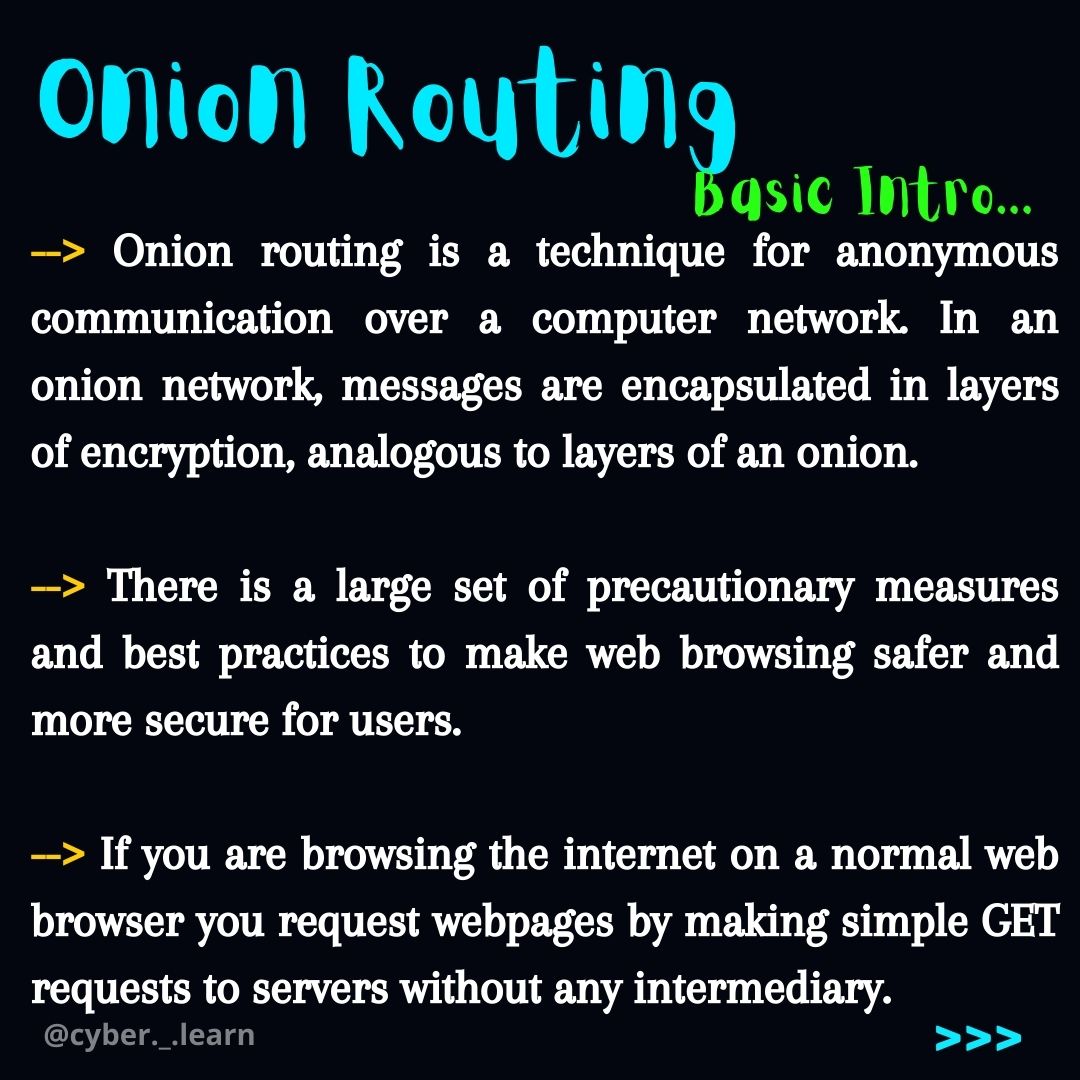 Onion Routing
Basic Intro...
--> Onion routing is a technique for anonymous
communication over a computer network. In an
onion network, messages are encapsulated in layers
of encryption, analogous to layers of an onion.
--> There is a large set of precautionary measures
and best practices to make web browsing safer and
more secure for users.
--> If you are browsing the internet on a normal web
browser you request webpages by making simple GET
requests to servers without any intermediary.
@cyber._.learn
>>>